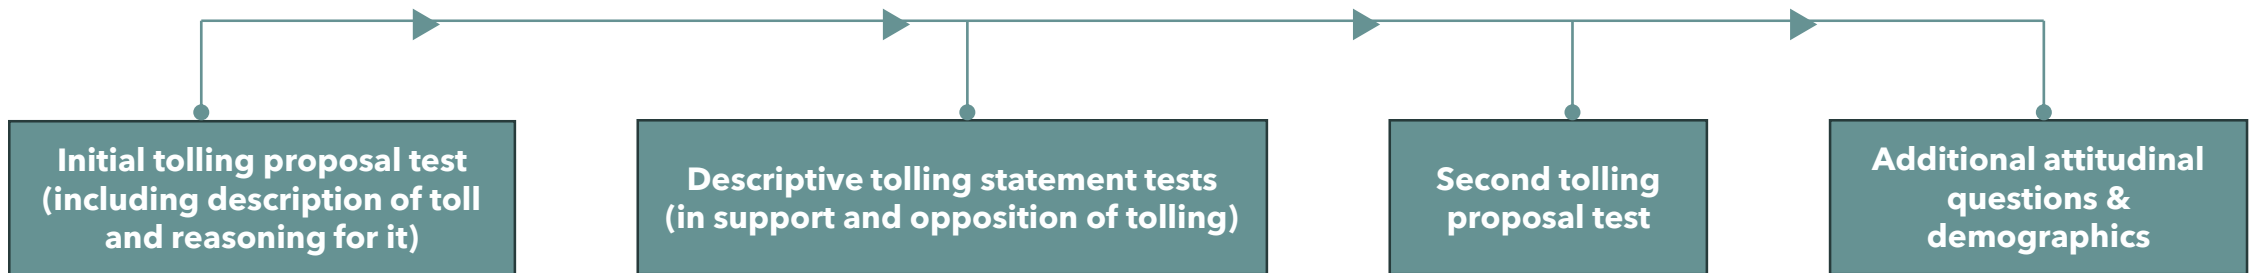 Initial tolling proposal test
(including description of toll
and reasoning for it)
Descriptive tolling statement tests
(in support and opposition of tolling)
Second tolling
proposal test
Additional attitudinal
questions &
demographics